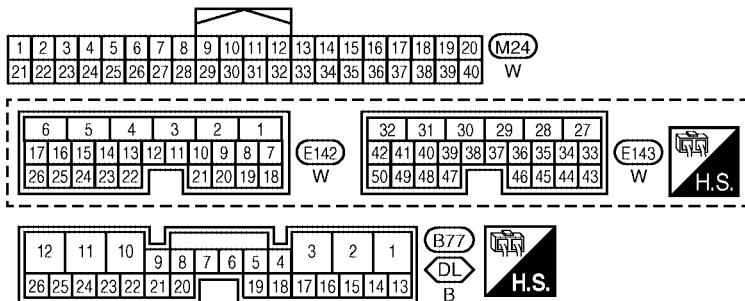 1 2 3 4 5 6 7 8 9 10 11 12 13 14 15 16 17 18 19 20 M24
21 22 23 24 25 26 27 28 29 30 31 32 33 34 35 36 37 38 39 40 W
6 5 4 3 2 1
17 16 15 14 13 12 11 10 9 8 7 E142
26 25 24 23 22 21 20 19 18 W
32 31 30 29 28 27
42 41 40 39 38 37 36 35 34 33 E143
50 49 48 47 46 45 44 43 W
H.S.
12 11 10 9 8 7 6 5 4 3 2 1 B77
DL
26 25 24 23 22 21 20 19 18 17 16 15 14 13 B
H.S.